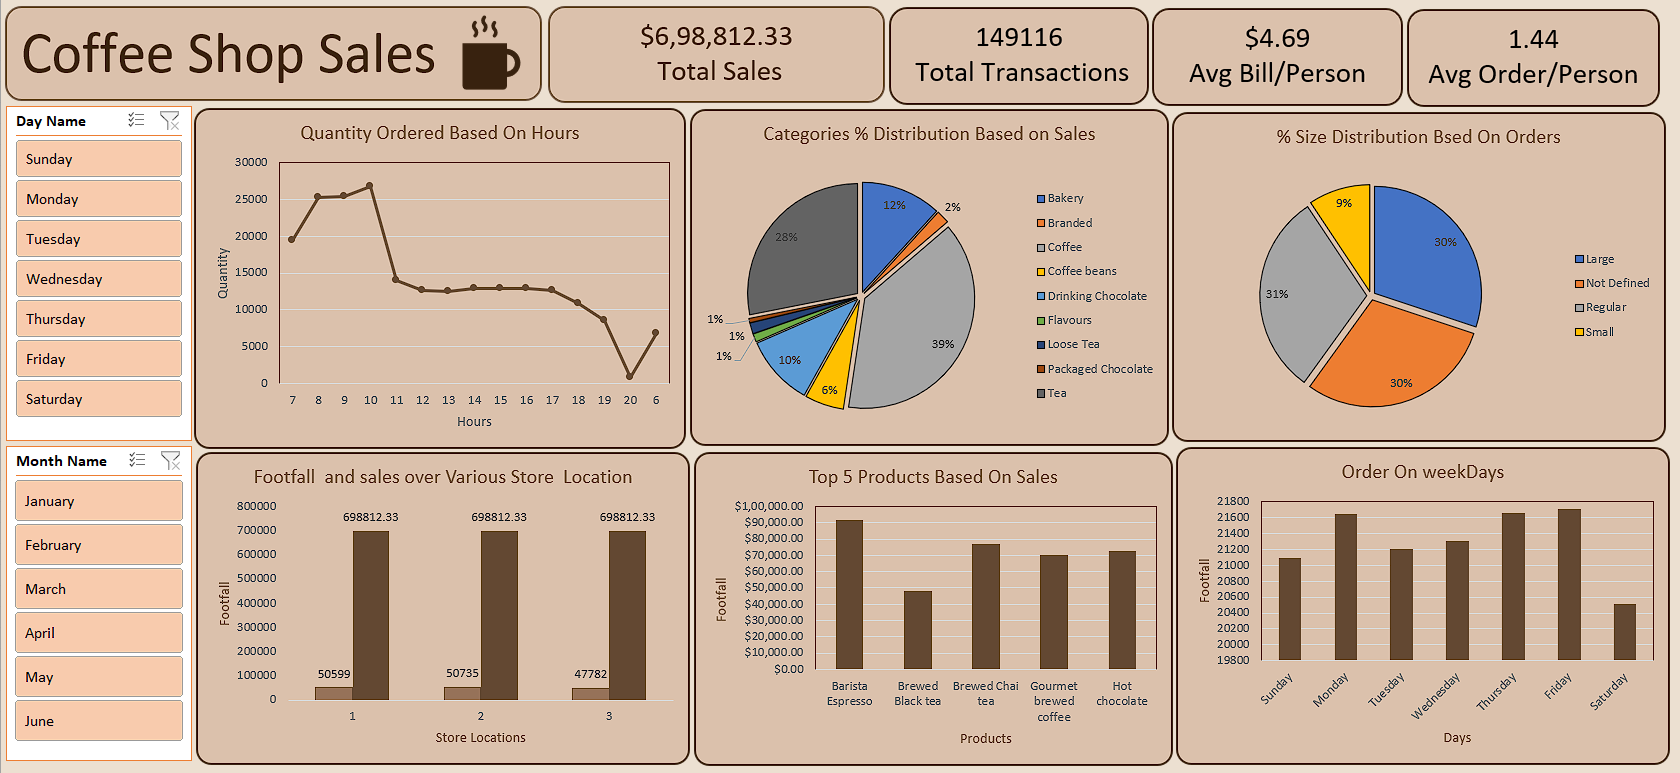 Coffee Shop Sales
$6,98,812.33
Total Sales
149116
Total Transactions
$4.69
Avg Bill/Person
1.44
Avg Order/Person
Day Name
Sunday
Monday
Tuesday
Wednesday
Thursday
Friday
Saturday
Month Name
January
February
March
April
May
June
Quantity Ordered Based On Hours
30000
25000
20000
15000
10000
5000
0
Quantity
7 8 9 10 11 12 13 14 15 16 17 18 19 20 6
Hours
Categories % Distribution Based on Sales
12%
2%
39%
6%
10%
1%
1%
1%
28%
Bakery
Branded
Coffee
Coffee beans
Drinking Chocolate
Flavours
Loose Tea
Packaged Chocolate
Tea
% Size Distribution Bsed On Orders
9%
30%
31%
30%
Large
Not Defined
Regular
Small
Footfall and sales over Various Store Location
800000
700000
600000
500000
400000
300000
200000
100000
0
Footfall
698812.33 698812.33 698812.33
50599 50735 47782
1 2 3
Store Locations
Top 5 Products Based On Sales
$1,00,000.00
$90,000.00
$80,000.00
$70,000.00
$60,000.00
$50,000.00
$40,000.00
$30,000.00
$20,000.00
$10,000.00
$0.00
Footfall
Barista
Espresso
Brewed
Black tea
Brewed Chai
tea
Gourmet
brewed
coffee
Hot
chocolate
Products
Order On weekDays
21800
21600
21400
21200
21000
20800
20600
20400
20200
20000
19800
Footfall
Sunday
Monday
Tuesday
Wednesday
Thursday
Friday
Saturday
Days